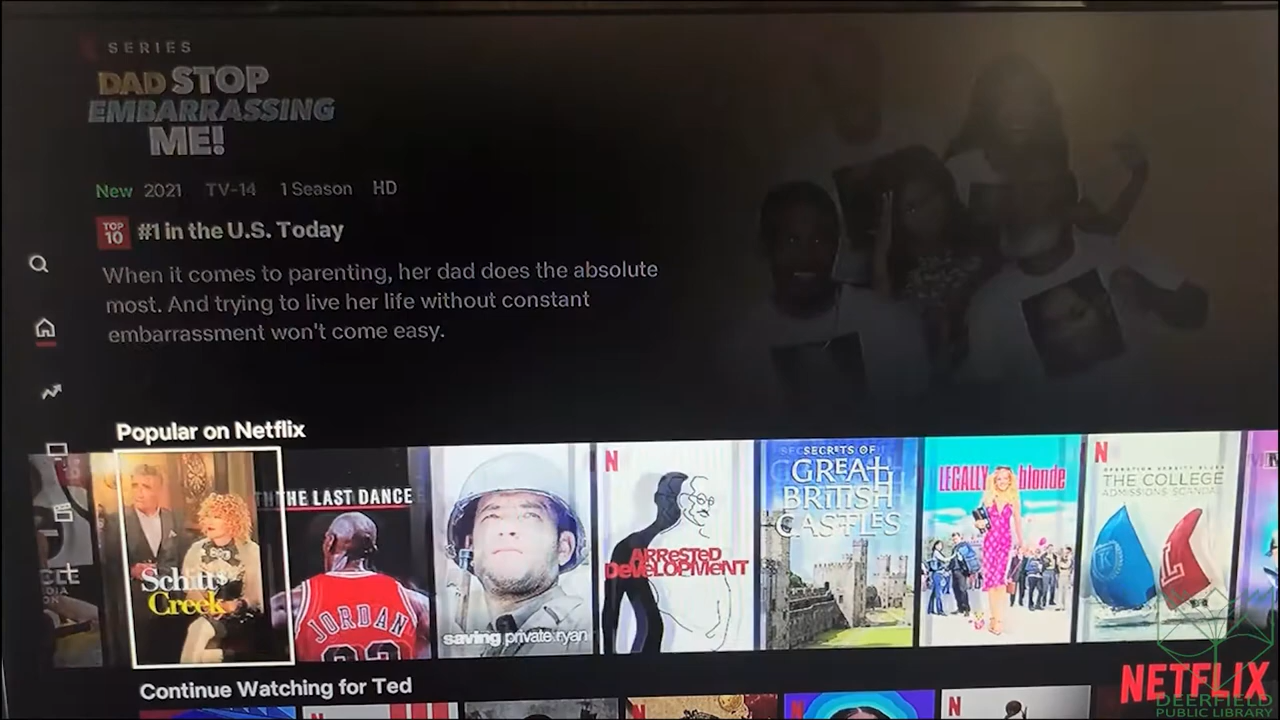 SERIES
DAD STOP
EMBARRASSING
ME!
New 2021 TV-14 1 Season HD
TOP
10
#1 in the U.S. Today
When it comes to parenting, her dad does the absolute
most. And trying to live her life without constant
embarrassment won't come easy.
Popular on Netflix
Schitt's
Creek
THE LAST DANCE
JORDAN
saving private ryan
N
ARRESTED
DEVELOPMENT
SECRETS OF
GREAT
BRITISH
CASTLES
LEGALLY blonde
N
OPERATION VARSITY BLUES
THE COLLEGE
ADMISSIONS SCANDAL
Continue Watching for Ted
N
N
NETFLIX
DEERFIELD
PUBLIC LIBRARY